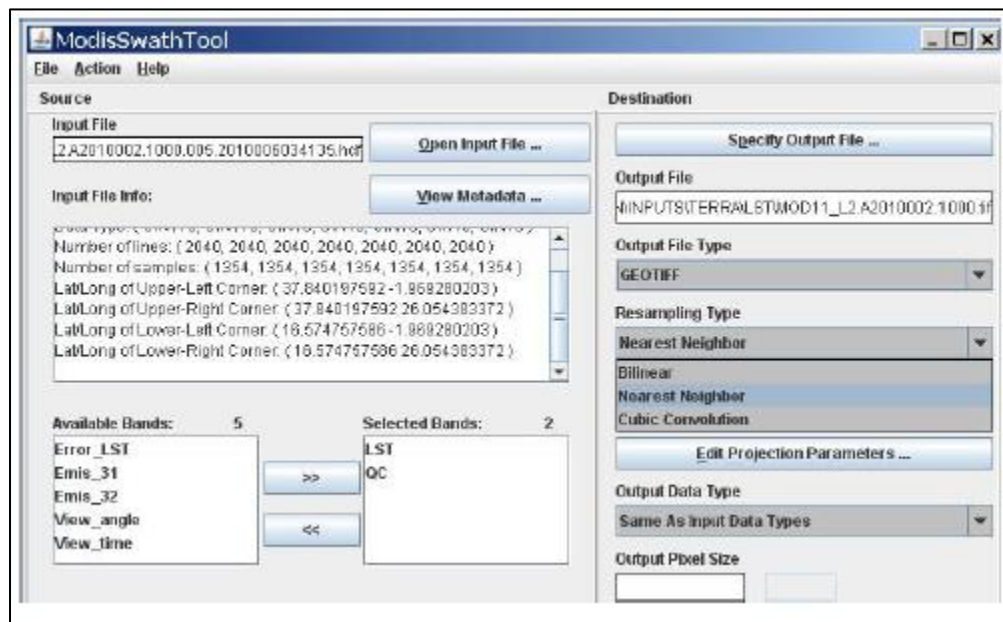 ModisSwathTool
File Action Help
Source
Input File
.2.A2010002.1000.005.2010006034135.hdf
Open Input File ...
Input File Info:
View Metadata ...
Number of lines: ( 2040, 2040, 2040, 2040, 2040, 2040, 2040 )
Number of samples: ( 1354, 1354, 1354, 1354, 1354, 1354, 1354 )
Lat/Long of Upper-Left Corner: ( 37.840197592 -1.969280203 )
Lat/Long of Upper-Right Corner: ( 37.840197592 26.054383372 )
Lat/Long of Lower-Left Corner: ( 16.574757586 -1.969280203 )
Lat/Long of Lower-Right Corner: ( 16.574757586 26.054383372 )
Available Bands: 5
Error_LST
Emis_31
Emis_32
View_angle
View_time
>>
<<
Selected Bands: 2
LST
QC
Destination
Specify Output File ...
Output File
INPUTS\TERRA\LST\MOD11_L2.A2010002.1000.tif
Output File Type
GEOTIFF
Resampling Type
Nearest Neighbor
Bilinear
Nearest Neighbor
Cubic Convolution
Edit Projection Parameters ...
Output Data Type
Same As Input Data Types
Output Pixel Size